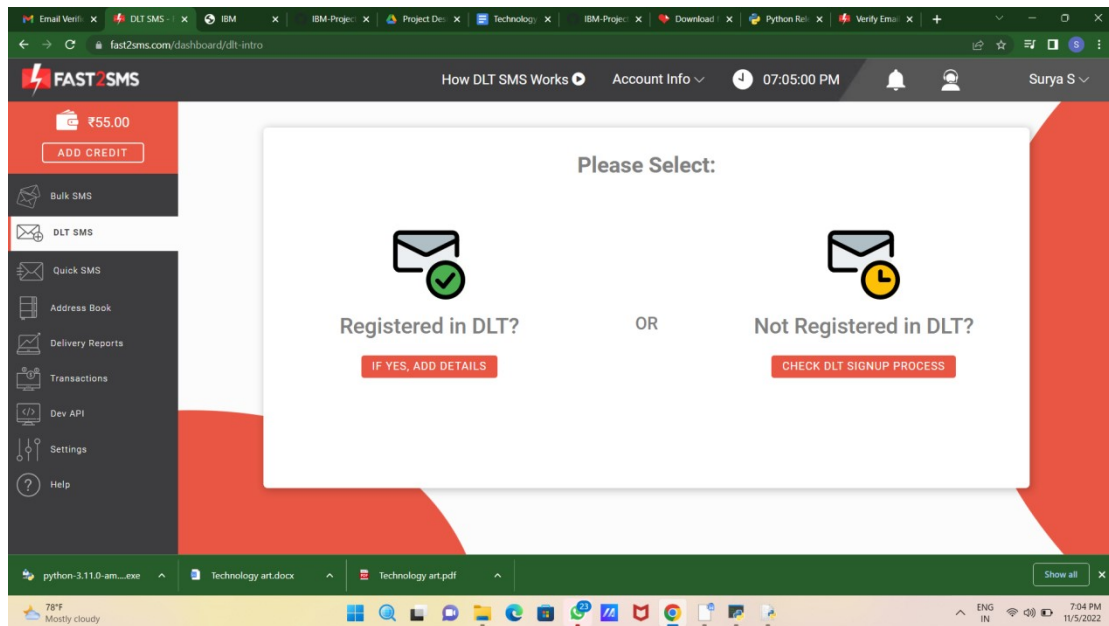 Email Verifi
DLT SMS - 
IBM
IBM-Project
Project Des
Technology
IBM-Project
Download
Python Rel
Verify Emai
fast2sms.com/dashboard/dlt-intro
S
FAST2SMS
How DLT SMS Works
Account Info
07:05:00 PM
Surya S
₹55.00
ADD CREDIT
Bulk SMS
DLT SMS
Quick SMS
Address Book
Delivery Reports
Transactions
Dev API
Settings
Help
Please Select:
Registered in DLT?
OR
Not Registered in DLT?
IF YES, ADD DETAILS
CHECK DLT SIGNUP PROCESS
python-3.11.0-am....exe
Technology art.docx
Technology art.pdf
Show all
78°F
Mostly cloudy
23
ENG
IN
7:04 PM
11/5/2022